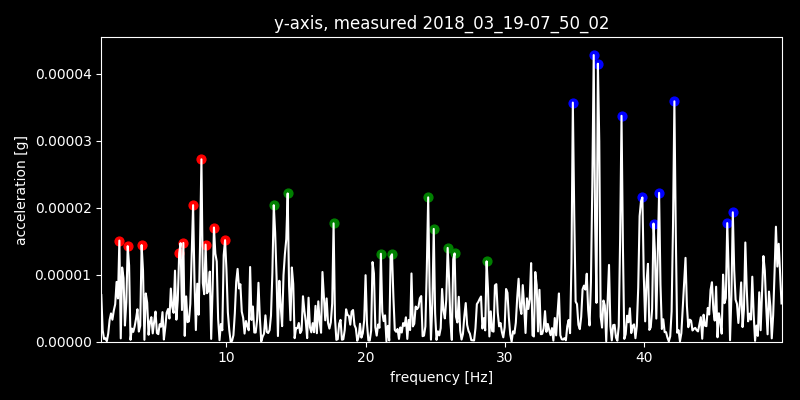 y-axis, measured 2018_03_19-07_50_02
0.00004
0.00003
0.00002
0.00001
0.00000
acceleration [g]
10 20 30 40
frequency [Hz]